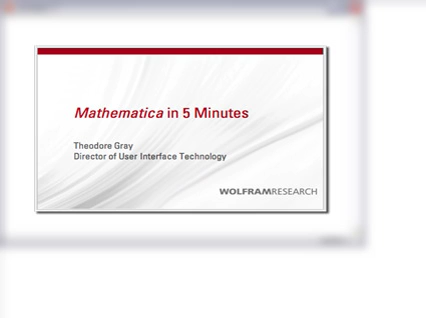 Mathematica in 5 Minutes
Theodore Gray
Director of User Interface Technology
WOLFRAMRESEARCH